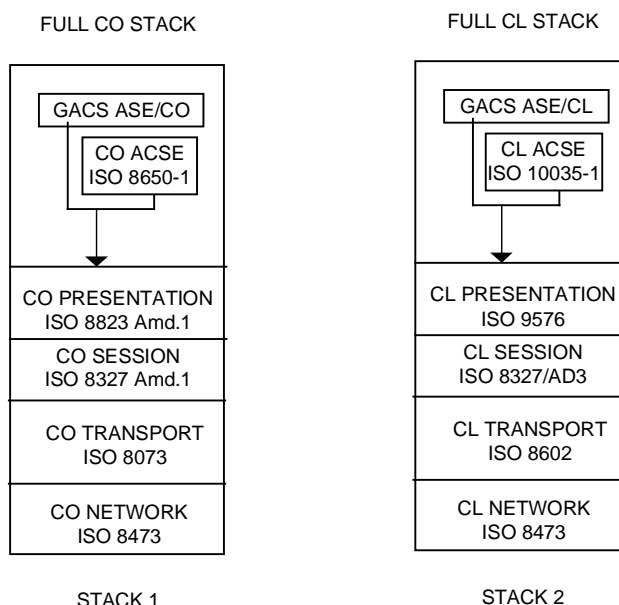 FULL CO STACK
GACS ASE/CO
CO ACSE
ISO 8650-1
CO PRESENTATION
ISO 8823 Amd.1
CO SESSION
ISO 8327 Amd.1
CO TRANSPORT
ISO 8073
CO NETWORK
ISO 8473
STACK 1
FULL CL STACK
GACS ASE/CL
CL ACSE
ISO 10035-1
CL PRESENTATION
ISO 9576
CL SESSION
ISO 8327/AD3
CL TRANSPORT
ISO 8602
CL NETWORK
ISO 8473
STACK 2